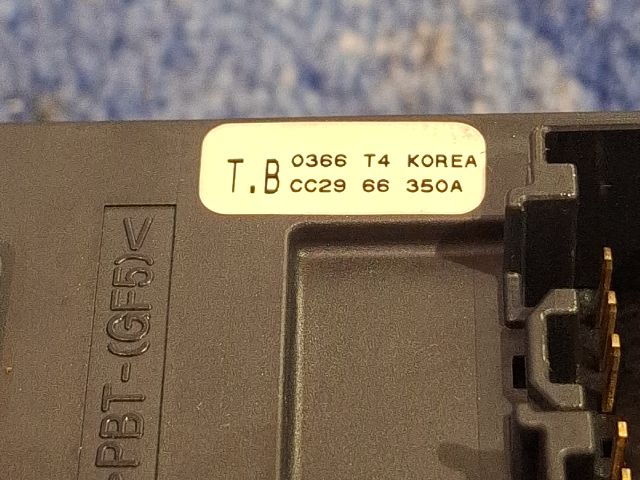 T.B
0366 T4 KOREA
CC29 66 350A
>PBT-(GF5)<